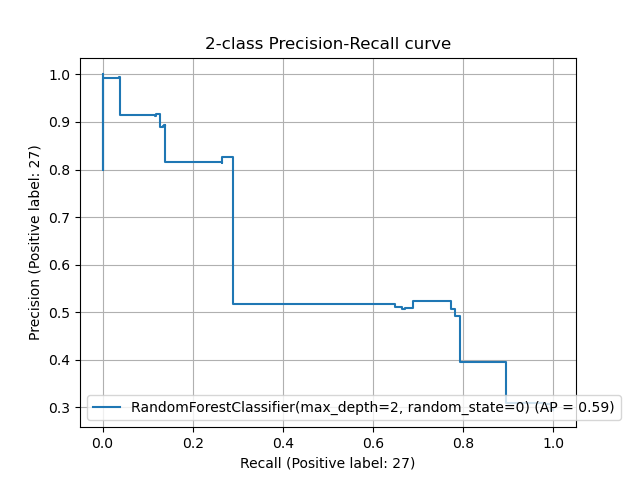 2-class Precision-Recall curve
Precision (Positive label: 27)
1.0
0.9
0.8
0.7
0.6
0.5
0.4
0.3
RandomForestClassifier(max_depth=2, random_state=0) (AP = 0.59)
0.0 0.2 0.4 0.6 0.8 1.0
Recall (Positive label: 27)